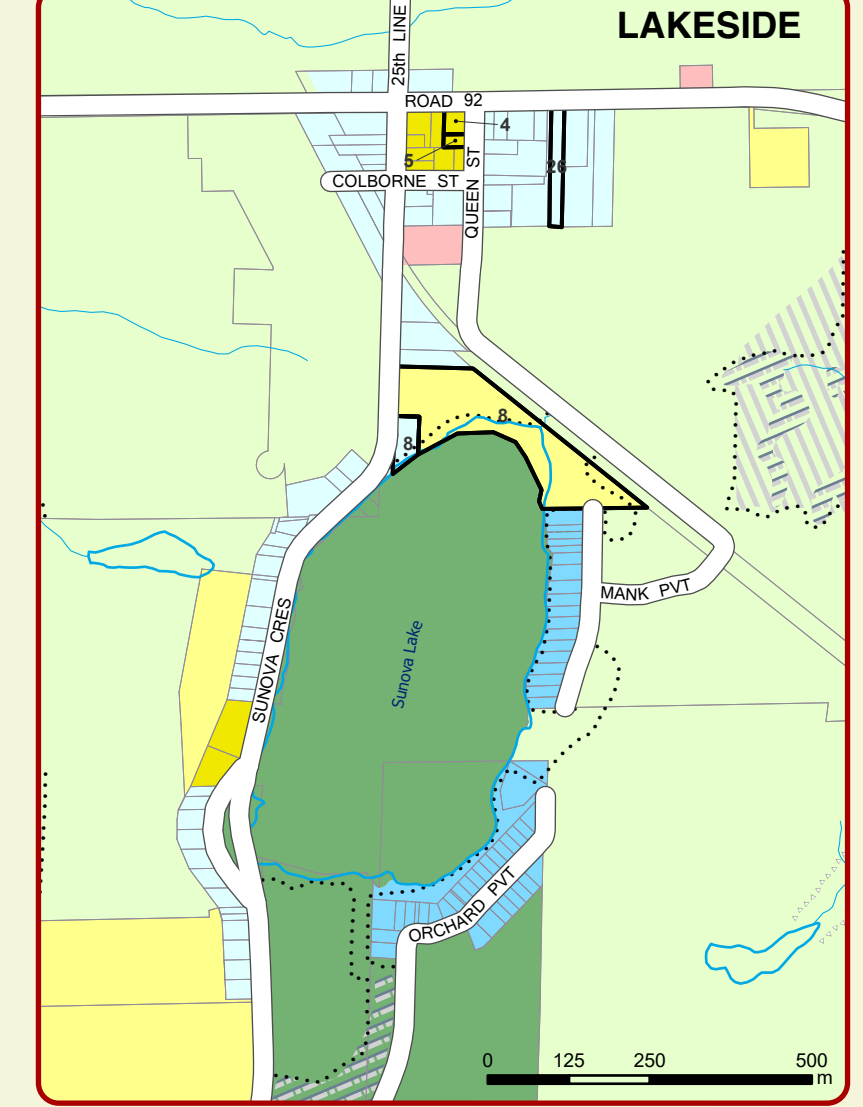 LAKESIDE
25th LINE
ROAD 92
4
5
26
COLBORNE ST
QUEEN ST
8
8
MANK PVT
SUNOVA CRES
Sunova Lake
ORCHARD PVT
0 125 250 500
m